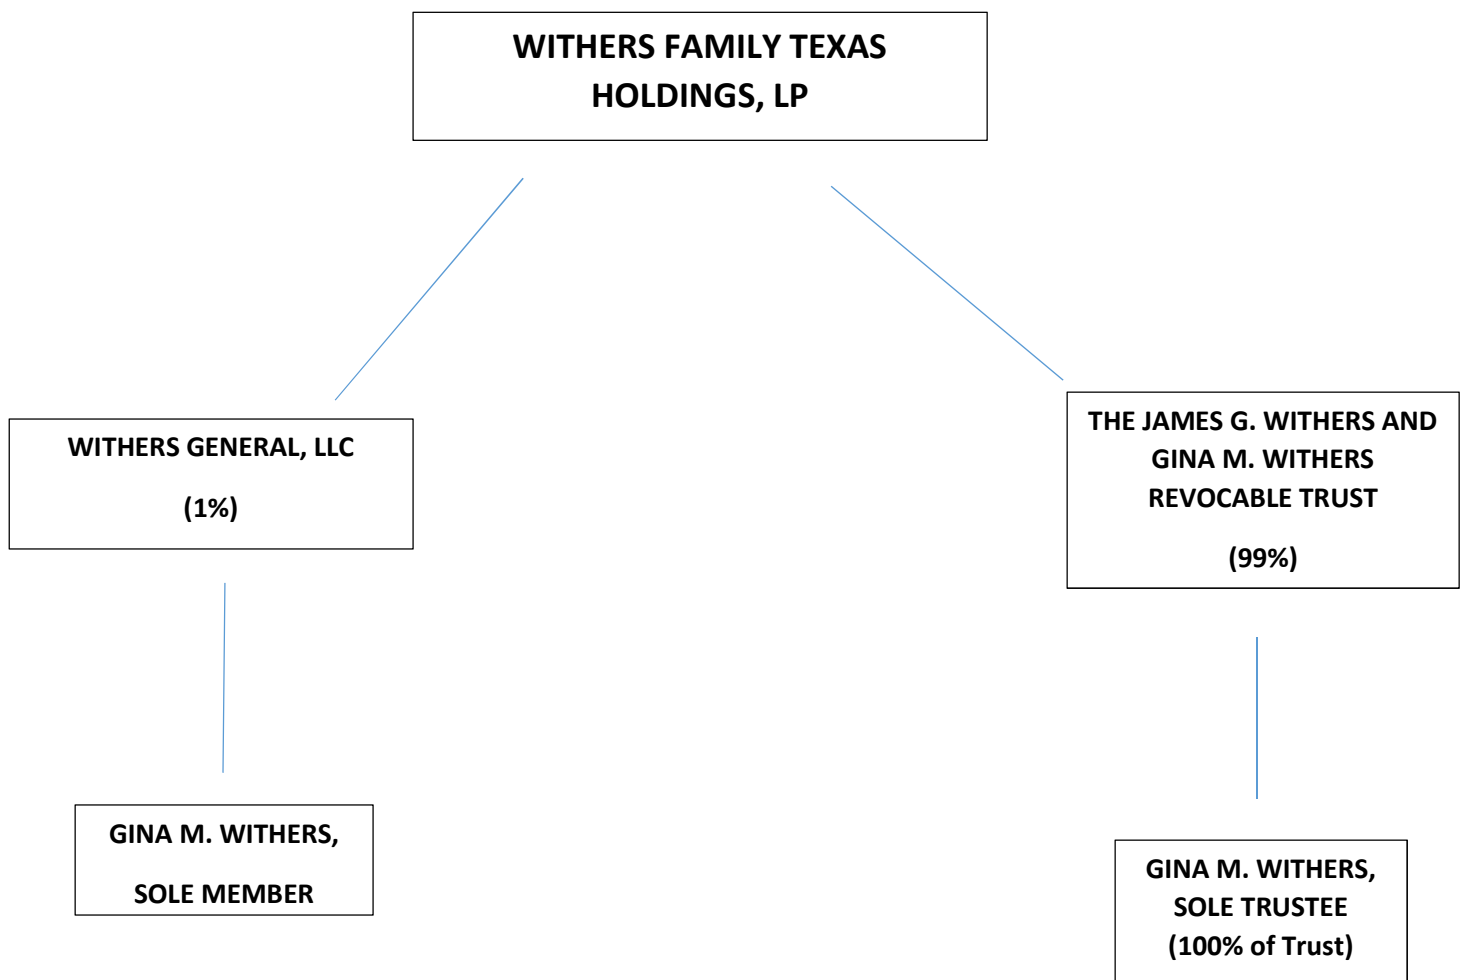 WITHERS FAMILY TEXAS
HOLDINGS, LP
WITHERS GENERAL, LLC
(1%)
THE JAMES G. WITHERS AND
GINA M. WITHERS
REVOCABLE TRUST
(99%)
GINA M. WITHERS,
SOLE MEMBER
GINA M. WITHERS,
SOLE TRUSTEE
(100% of Trust)